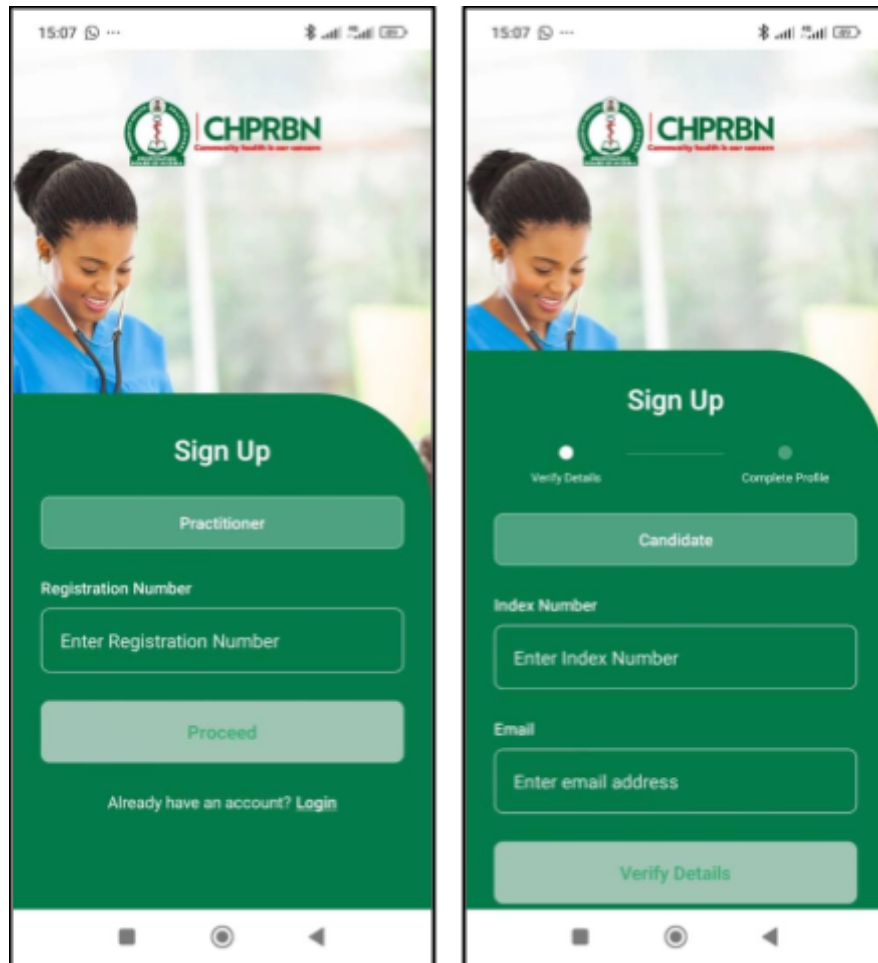 15:07
CHPRBN
Community health is our concern
Sign Up
Practitioner
Registration Number
Enter Registration Number
Proceed
Already have an account? Login
15:07
CHPRBN
Community health is our concern
Sign Up
Verify Details
Complete Profile
Candidate
Index Number
Enter Index Number
Email
Enter email address
Verify Details